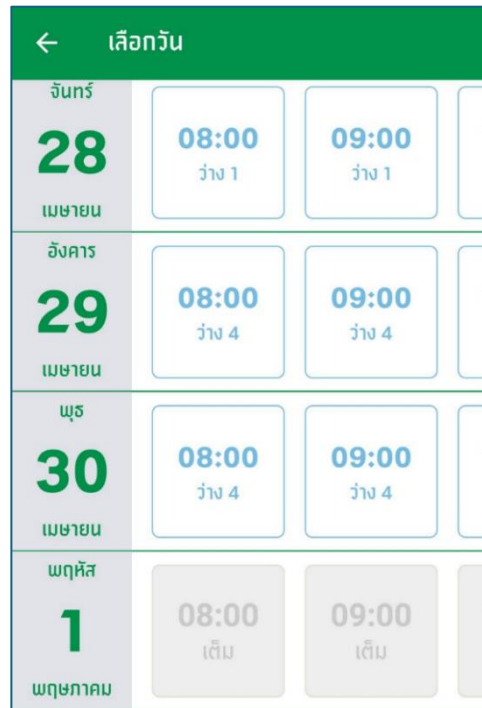 เลือกวัน
จันทร์
28
เมษายน
08:00
ว่าง 1
09:00
ว่าง 1
อังคาร
29
เมษายน
08:00
ว่าง 4
09:00
ว่าง 4
พุธ
30
เมษายน
08:00
ว่าง 4
09:00
ว่าง 4
พฤหัส
1
พฤษภาคม
08:00
เต็ม
09:00
เต็ม